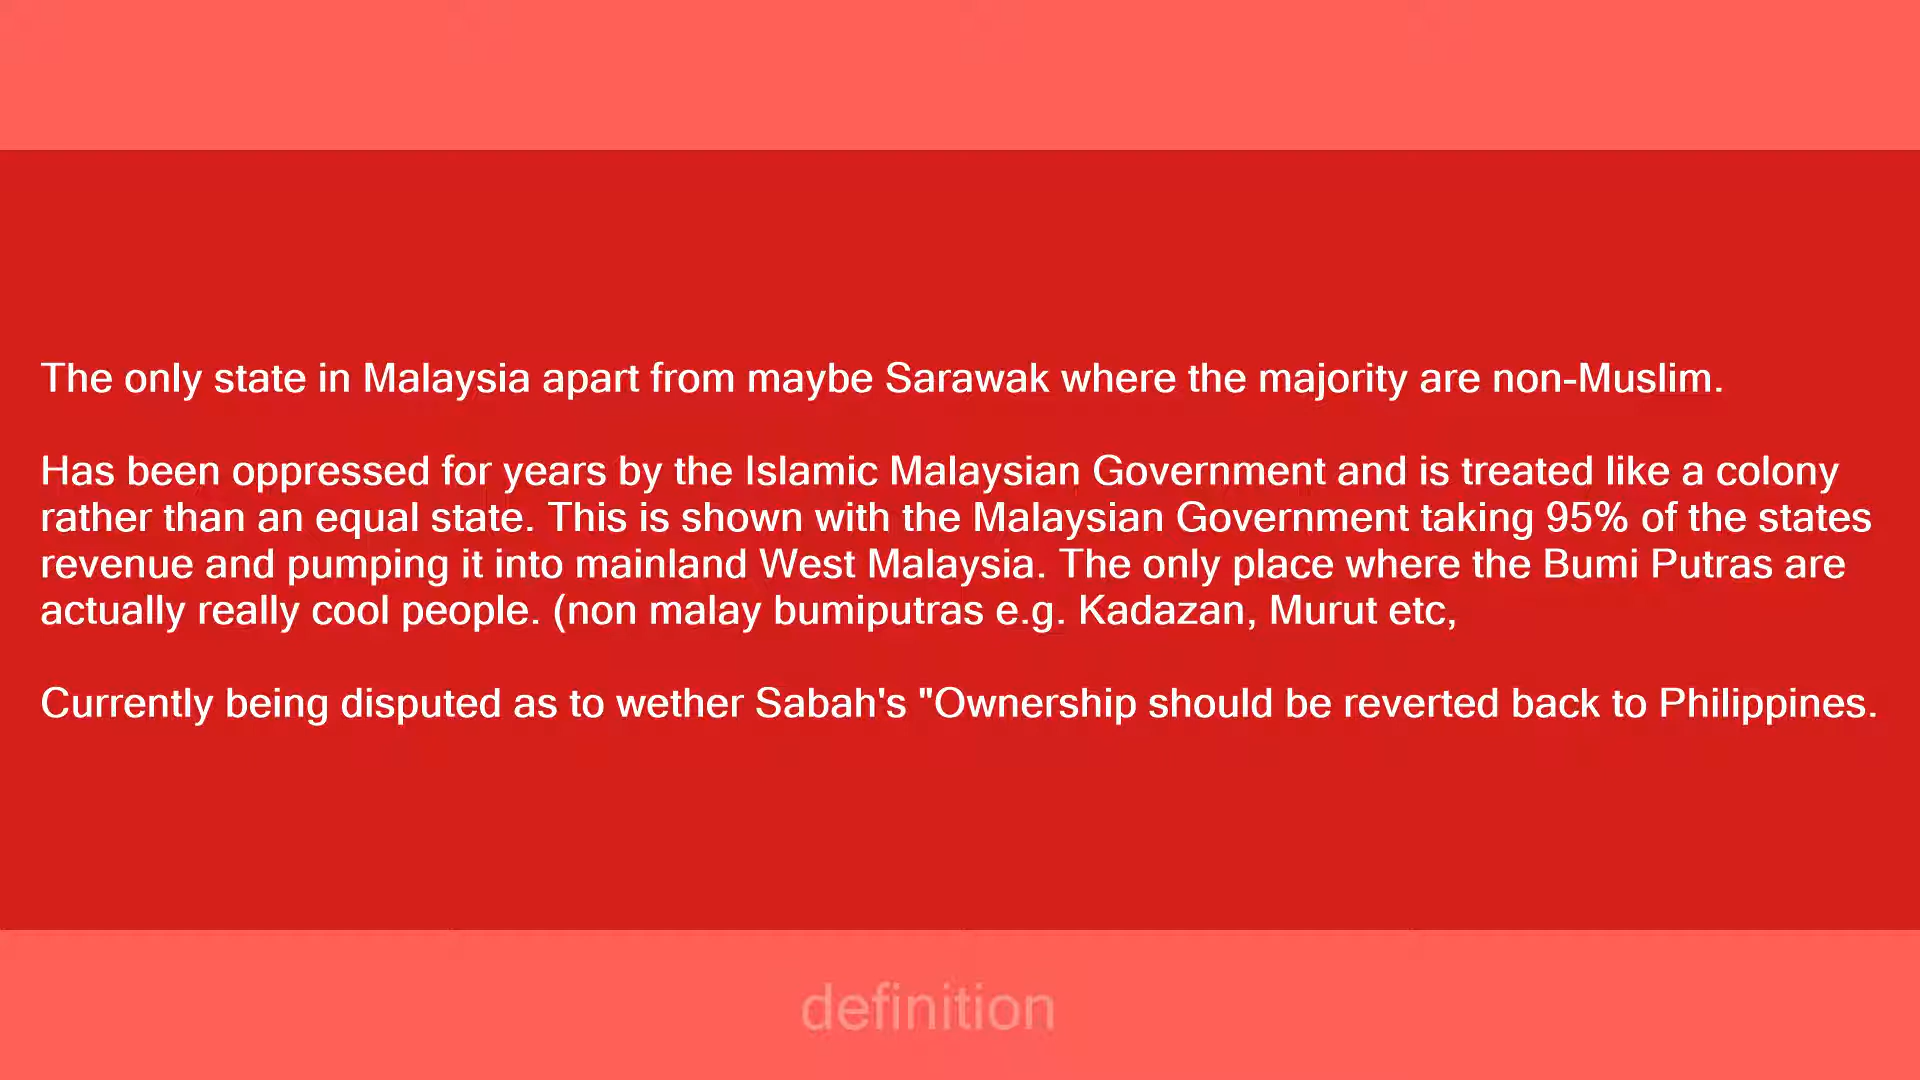 The only state in Malaysia apart from maybe Sarawak where the majority are non-Muslim.
Has been oppressed for years by the Islamic Malaysian Government and is treated like a colony
rather than an equal state. This is shown with the Malaysian Government taking 95% of the states
revenue and pumping it into mainland West Malaysia. The only place where the Bumi Putras are
actually really cool people. (non malay bumiputras e.g. Kadazan, Murut etc,
Currently being disputed as to wether Sabah's "Ownership should be reverted back to Philippines.
definition